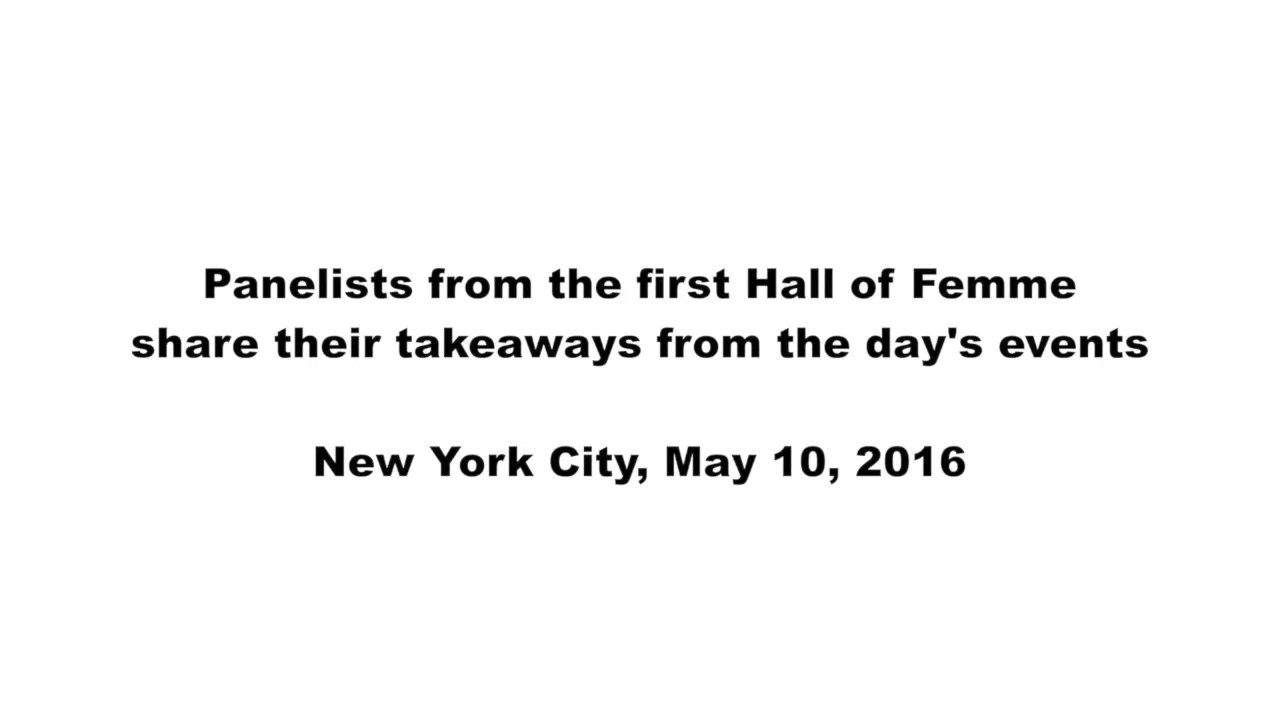 Panelists from the first Hall of Femme
share their takeaways from the day's events
New York City, May 10, 2016